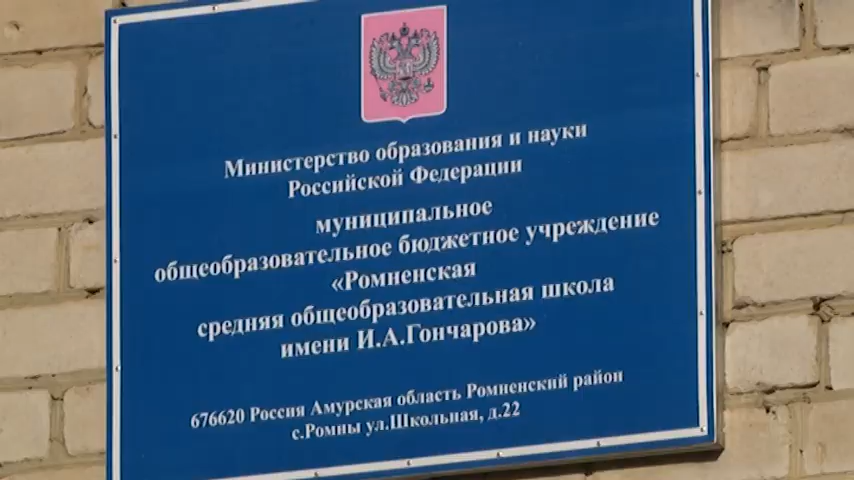 Министерство образования и науки
Российской Федерации
муниципальное
общеобразовательное бюджетное учреждение
«Ромненская
средняя общеобразовательная школа
имени И.А.Гончарова»
676620 Россия Амурская область Ромненский район
с.Ромны ул.Школьная, д.22